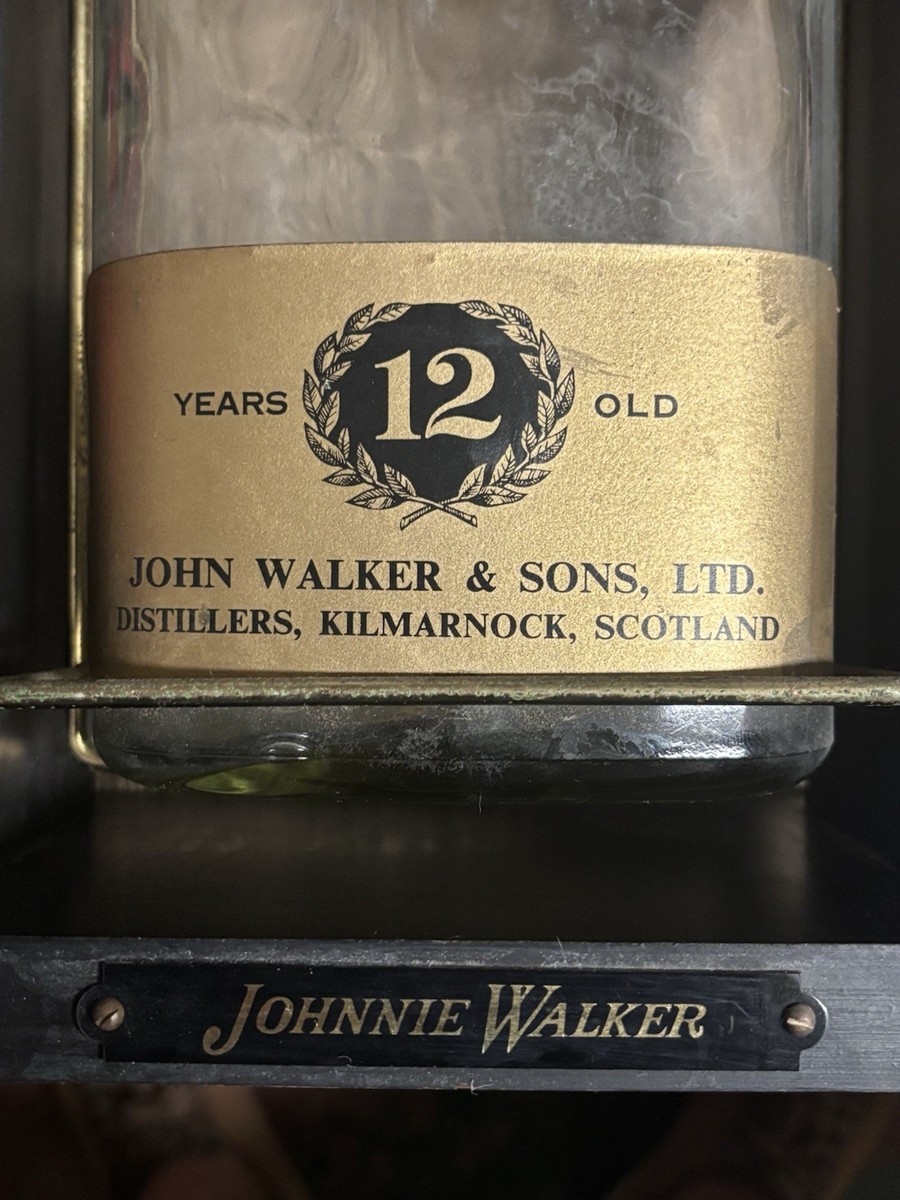 YEARS 12 OLD
JOHN WALKER & SONS, LTD.
DISTILLERS, KILMARNOCK, SCOTLAND
JOHNNIE WALKER